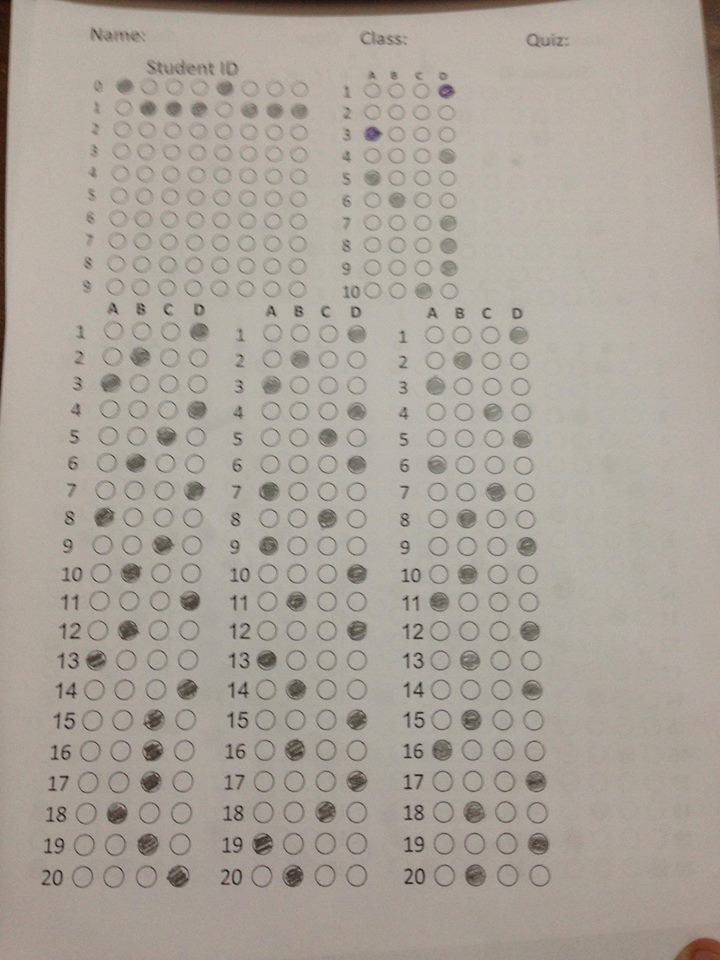 Name: Class: Quiz:
Student ID
A B C D
0
1
2
3
4
5
6
7
8
9
1
2
3
4
5
6
7
8
9
10
A B C D A B C D A B C D
1 1 1
2 2 2
3 3 3
4 4 4
5 5 5
6 6 6
7 7 7
8 8 8
9 9 9
10 10 10
11 11 11
12 12 12
13 13 13
14 14 14
15 15 15
16 16 16
17 17 17
18 18 18
19 19 19
20 20 20